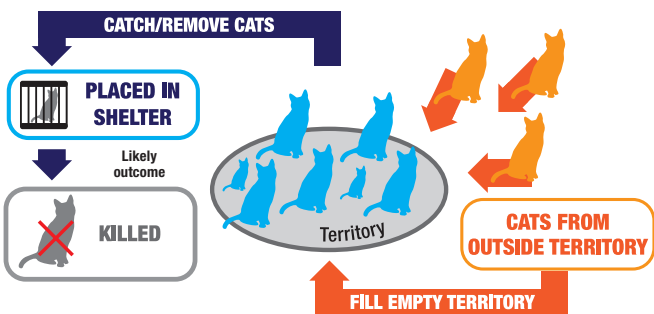 CATCH/REMOVE CATS
PLACED IN
SHELTER
Likely
outcome
KILLED
Territory
CATS FROM
OUTSIDE TERRITORY
FILL EMPTY TERRITORY